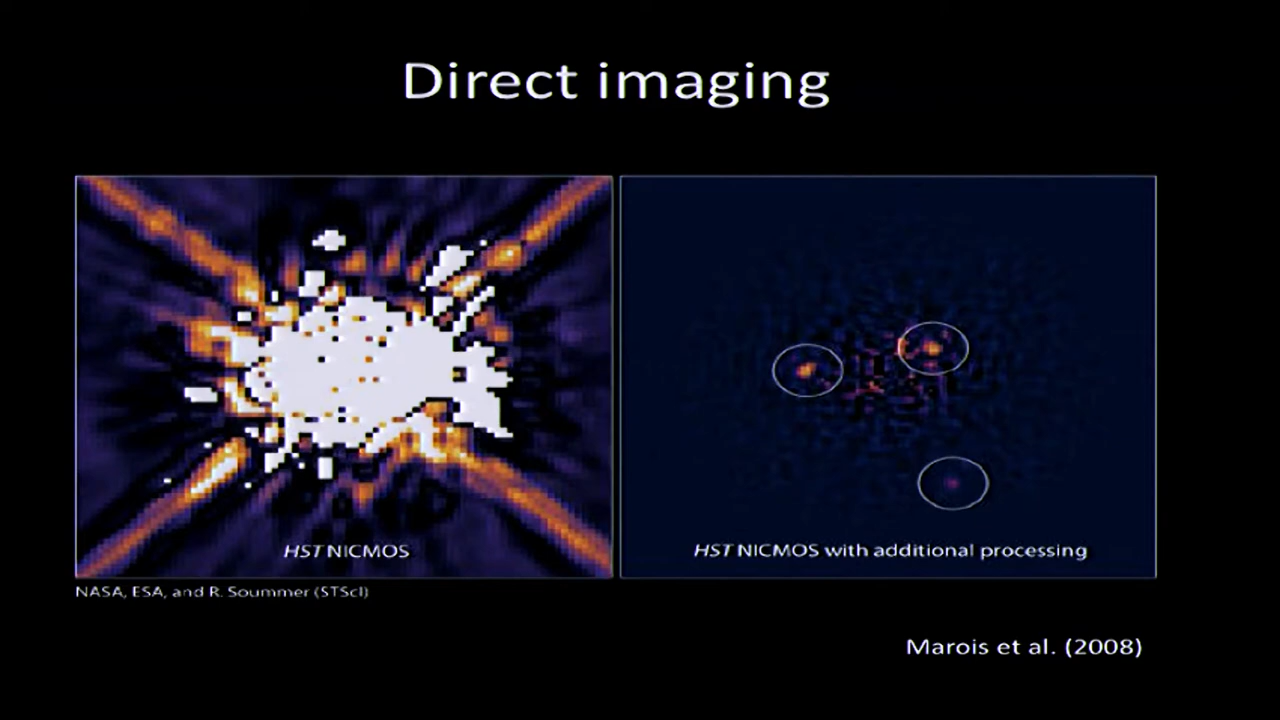 Direct imaging
HST NICMOS
HST NICMOS with additional processing
NASA, ESA, and R. Soummer (STScI)
Marois et al. (2008)